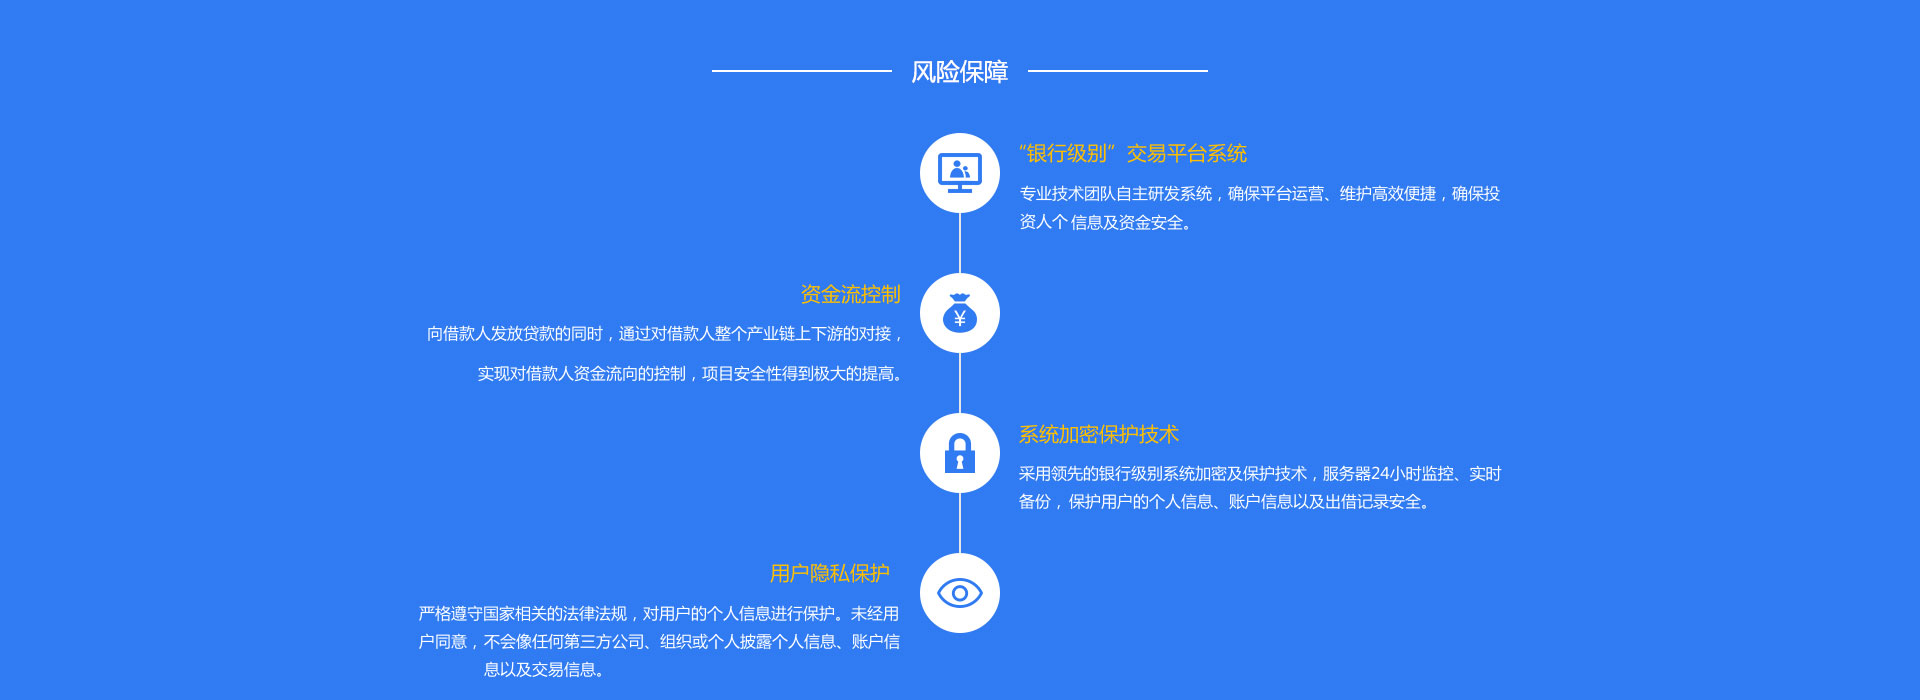 风险保障
“银行级别”交易平台系统
专业技术团队自主研发系统，确保平台运营、维护高效便捷，确保投
资人个 信息及资金安全。
资金流控制
向借款人发放贷款的同时，通过对借款人整个产业链上下游的对接，
实现对借款人资金流向的控制，项目安全性得到极大的提高。
系统加密保护技术
采用领先的银行级别系统加密及保护技术，服务器24小时监控、实时
备份，保护用户的个人信息、账户信息以及出借记录安全。
用户隐私保护
严格遵守国家相关的法律法规，对用户的个人信息进行保护。未经用
户同意，不会像任何第三方公司、组织或个人披露个人信息、账户信
息以及交易信息。